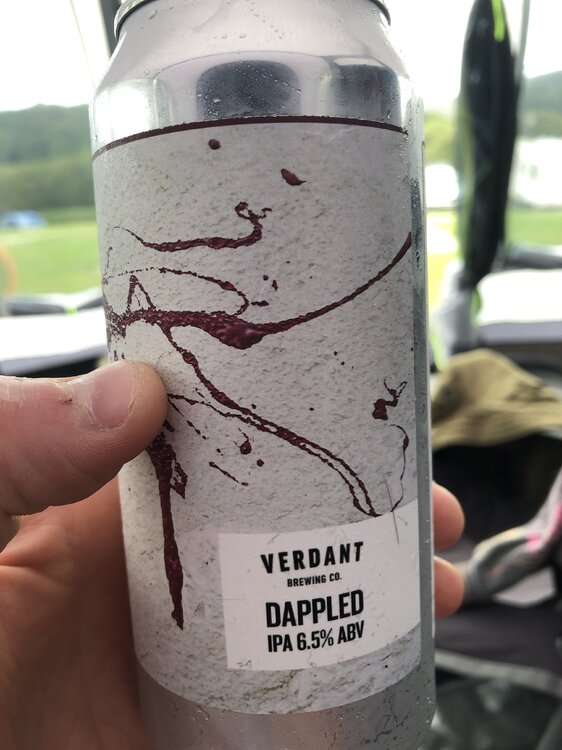 VERDANT
BREWING CO.
DAPPLED
IPA 6.5% ABV